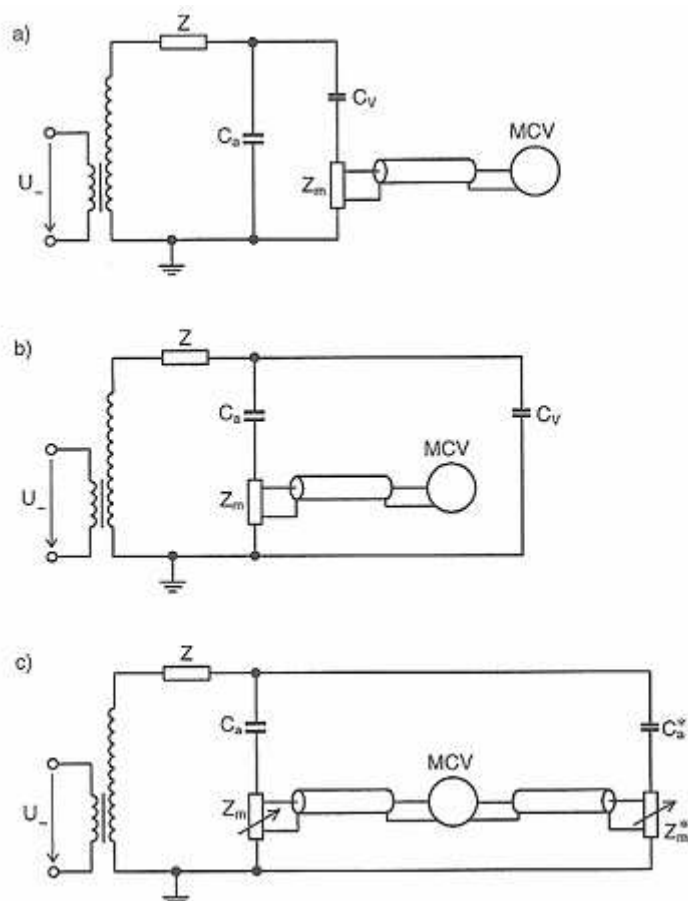 a)
Z
C_V
C_a
MCV
Z_m
U_~
b)
Z
C_a
C_V
MCV
Z_m
U_~
c)
Z
C_a
C_a*
MCV
Z_m
Z_m*
U_~